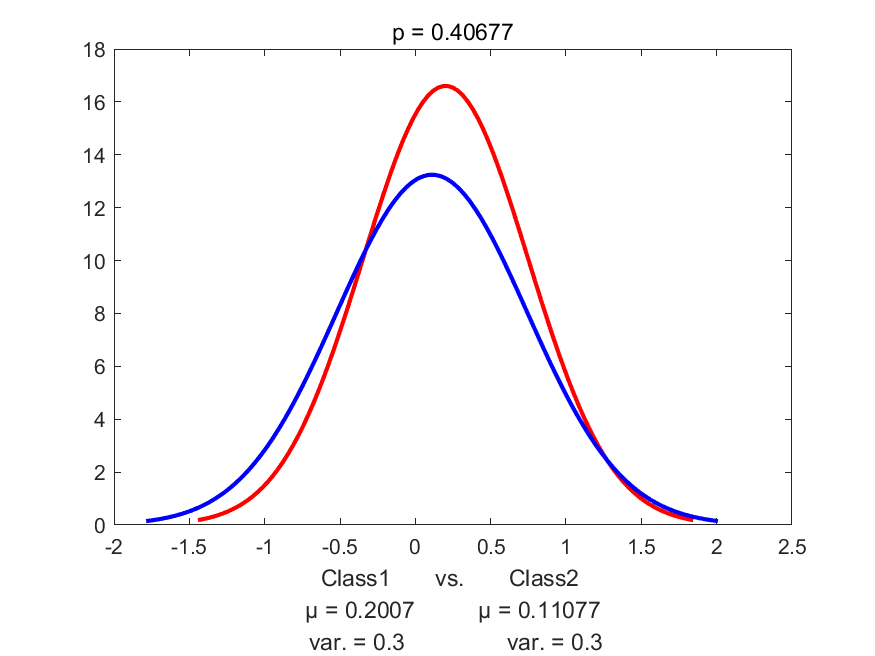 p = 0.40677
18
16
14
12
10
8
6
4
2
0
-2 -1.5 -1 -0.5 0 0.5 1 1.5 2 2.5
Class1 vs. Class2
μ = 0.2007 μ = 0.11077
var. = 0.3 var. = 0.3